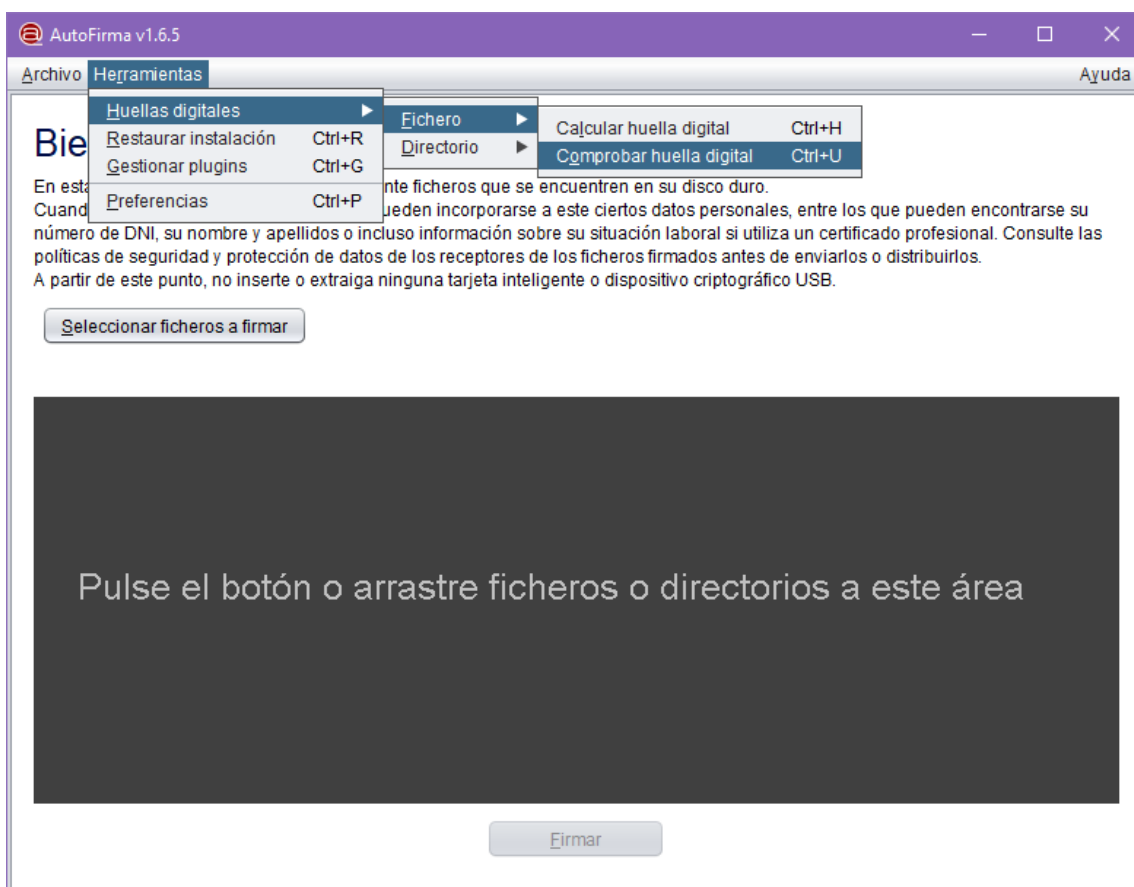 AutoFirma v1.6.5
Archivo Herramientas Ayuda
Huellas digitales
Restaurar instalación Ctrl+R
Gestionar plugins Ctrl+G
Preferencias Ctrl+P
Fichero
Directorio
Calcular huella digital Ctrl+H
Comprobar huella digital Ctrl+U
Bie
En esta nte ficheros que se encuentren en su disco duro.
Cuand ueden incorporarse a este ciertos datos personales, entre los que pueden encontrarse su
número de DNI, su nombre y apellidos o incluso información sobre su situación laboral si utiliza un certificado profesional. Consulte las
políticas de seguridad y protección de datos de los receptores de los ficheros firmados antes de enviarlos o distribuirlos.
A partir de este punto, no inserte o extraiga ninguna tarjeta inteligente o dispositivo criptográfico USB.
Seleccionar ficheros a firmar
Pulse el botón o arrastre ficheros o directorios a este área
Firmar